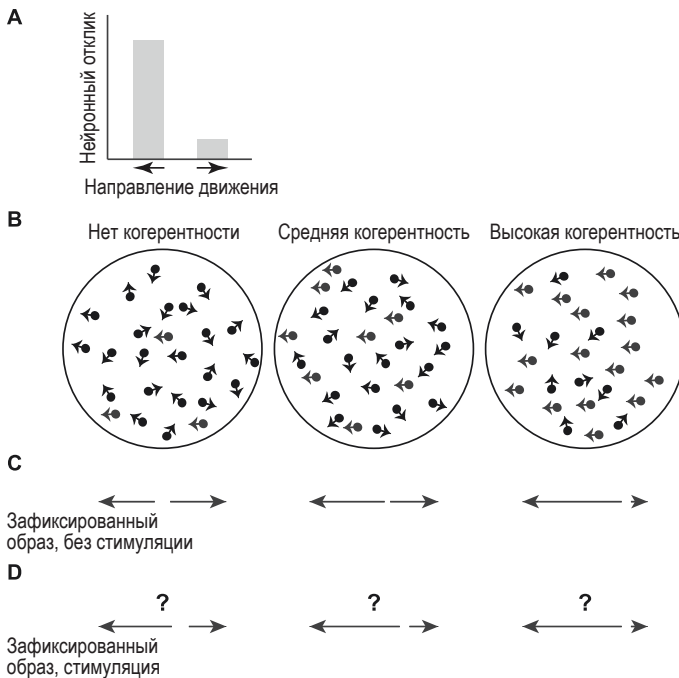 A
Нейронный отклик
Направление движения
B
Нет когерентности
Средняя когерентность
Высокая когерентность
C
Зафиксированный
образ, без стимуляции
D
? ? ?
Зафиксированный
образ, стимуляция